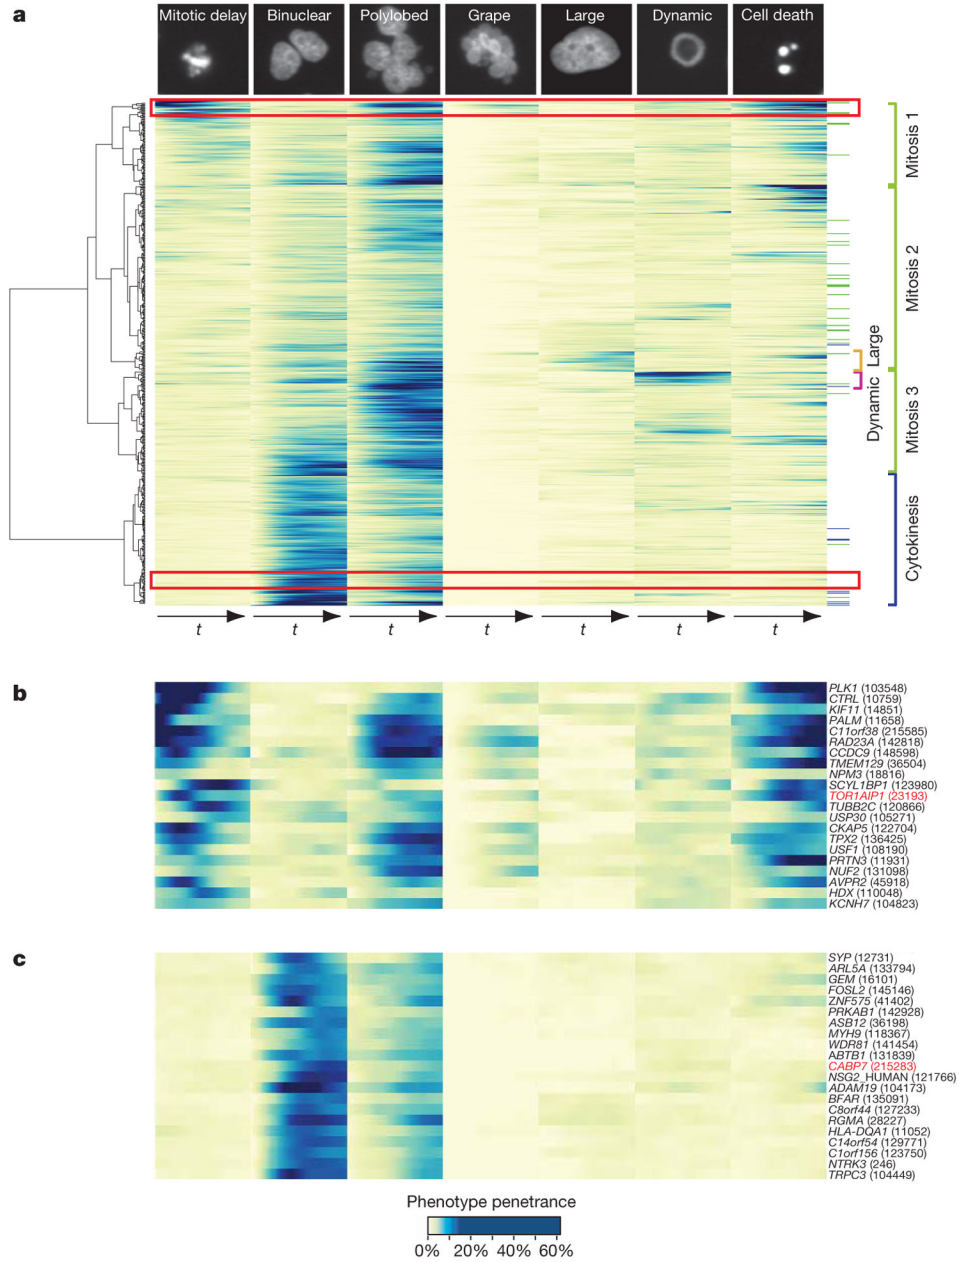 a
Mitotic delay Binuclear Polylobed Grape Large Dynamic Cell death
Mitosis 1
Mitosis 2
Large
Dynamic
Mitosis 3
Cytokinesis
t t t t t t t
b
PLK1 (103548)
CTRL (10759)
KIF11 (14851)
PALM (11658)
C11orf38 (215585)
RAD23A (142818)
CCDC9 (148598)
TMEM129 (36504)
NPM3 (18816)
SCYL1BP1 (123980)
TOR1AIP1 (23193)
TUBB2C (120866)
USP30 (105271)
CKAP5 (122704)
TPX2 (136425)
USF1 (108190)
PRTN3 (11931)
NUF2 (131098)
AVPR2 (45918)
HDX (110048)
KCNH7 (104823)
c
SYP (12731)
ARL5A (133794)
GEM (16101)
FOSL2 (145146)
ZNF575 (41402)
PRKAB1 (142928)
ASB12 (36198)
MYH9 (118367)
WDR81 (141454)
ABTB1 (131839)
CABP7 (215283)
NSG2_HUMAN (121766)
ADAM19 (104173)
BFAR (135091)
C8orf44 (127233)
RGMA (28227)
HLA-DQA1 (11052)
C14orf54 (129771)
C1orf156 (123750)
NTRK3 (246)
TRPC3 (104449)
Phenotype penetrance
0% 20% 40% 60%